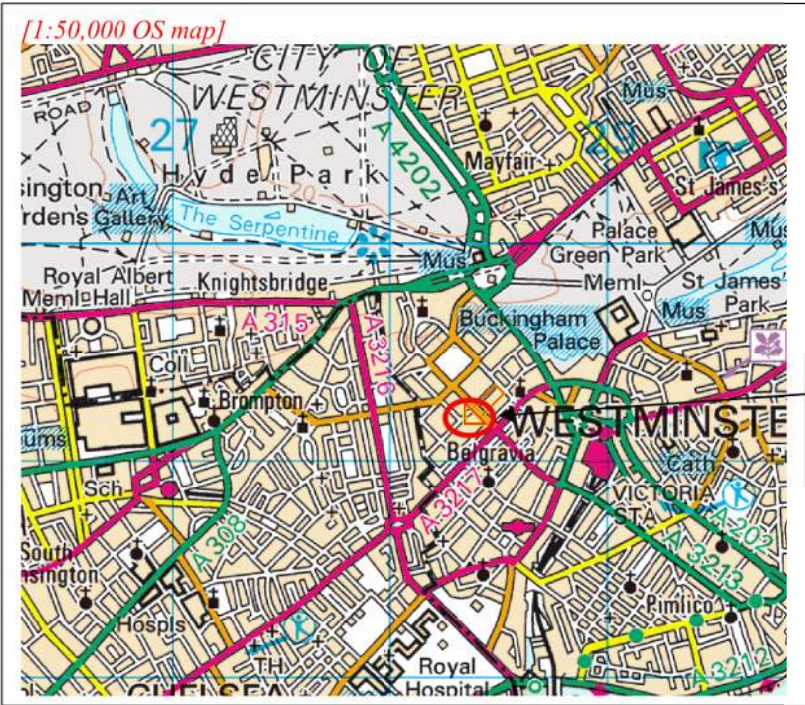 [1:50,000 OS map]
CITY OF
WESTMINSTER
ROAD
27
A 4202
Mus
29
Mayfair
Hyde Park
20
St James's
sington
rdens
Art
Gallery
The Serpentine
Palace
Green Park
Mus
Mus
Royal Albert
Meml Hall
Knightsbridge
Meml
St James'
Park
A 315
A 3216
Buckingham
Palace
Mus
Coll
Brompton
WESTMINSTE
ums
Belgravia
Cath
Sch
A 3217
VICTORIA
STA
A 308
A 202
A 3213
South
nsington
Pimlico
Hospls
TH
Royal
Hospital
A 3212
CHELSEA